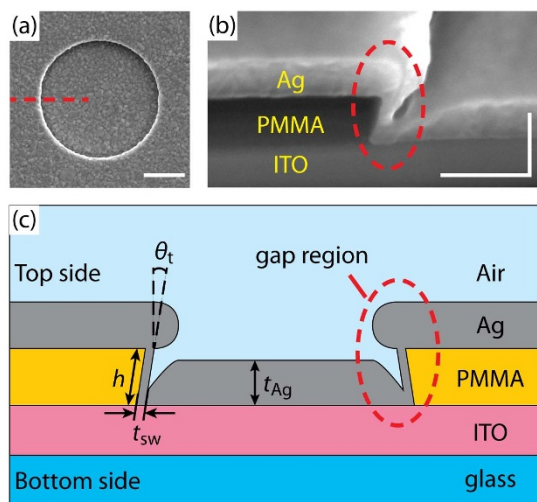 (a)
(b)
Ag
PMMA
ITO
(c)
θt
gap region
Top side
Air
Ag
h
tAg
PMMA
tsw
ITO
Bottom side
glass